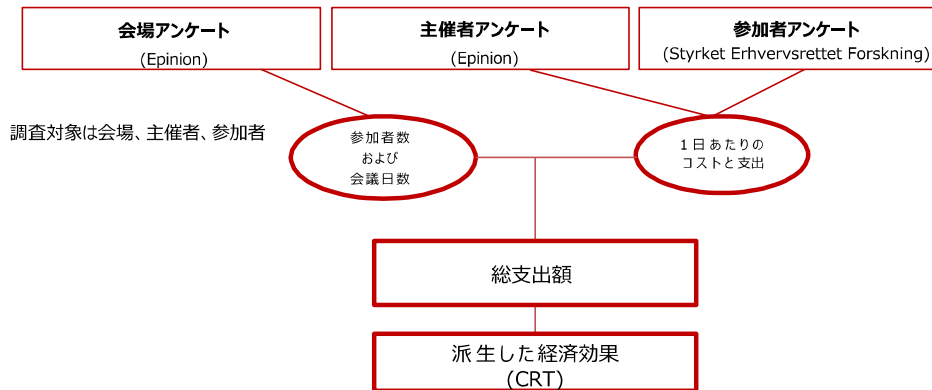 会場アンケート
(Epinion)
主催者アンケート
(Epinion)
参加者アンケート
(Styrket Erhvervsrettet Forskning)
調査対象は会場、主催者、参加者
参加者数
および
会議日数
1日あたりの
コストと支出
総支出額
派生した経済効果
(CRT)